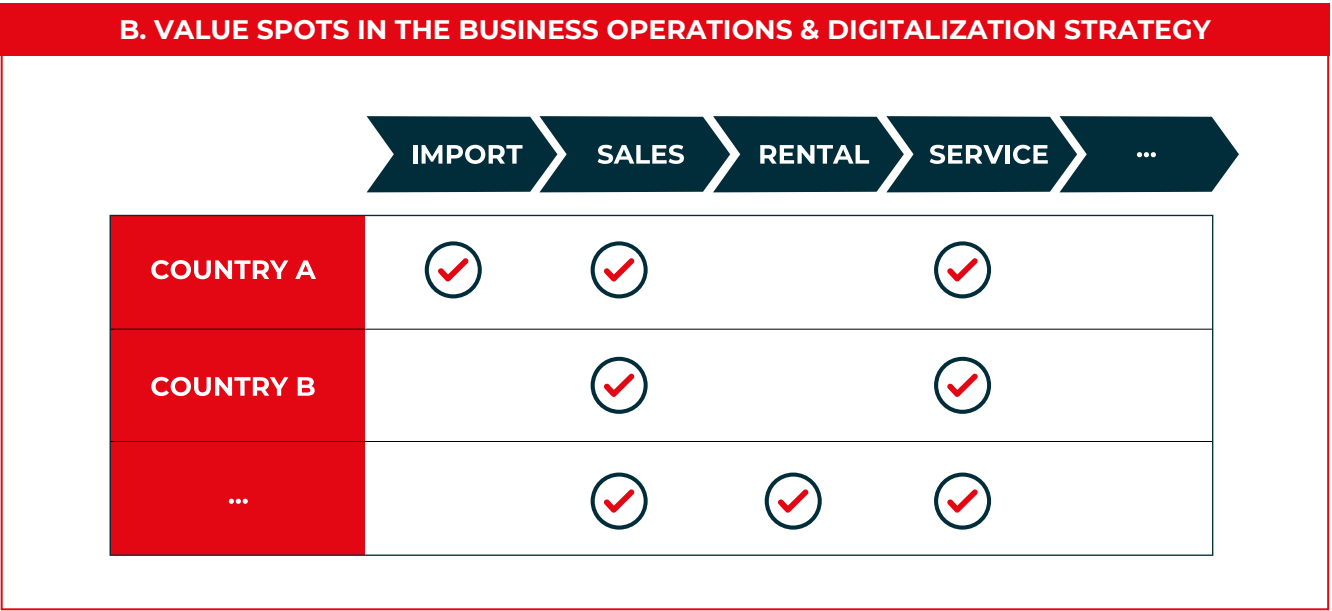 B. VALUE SPOTS IN THE BUSINESS OPERATIONS & DIGITALIZATION STRATEGY
IMPORT SALES RENTAL SERVICE ...
COUNTRY A
COUNTRY B
...